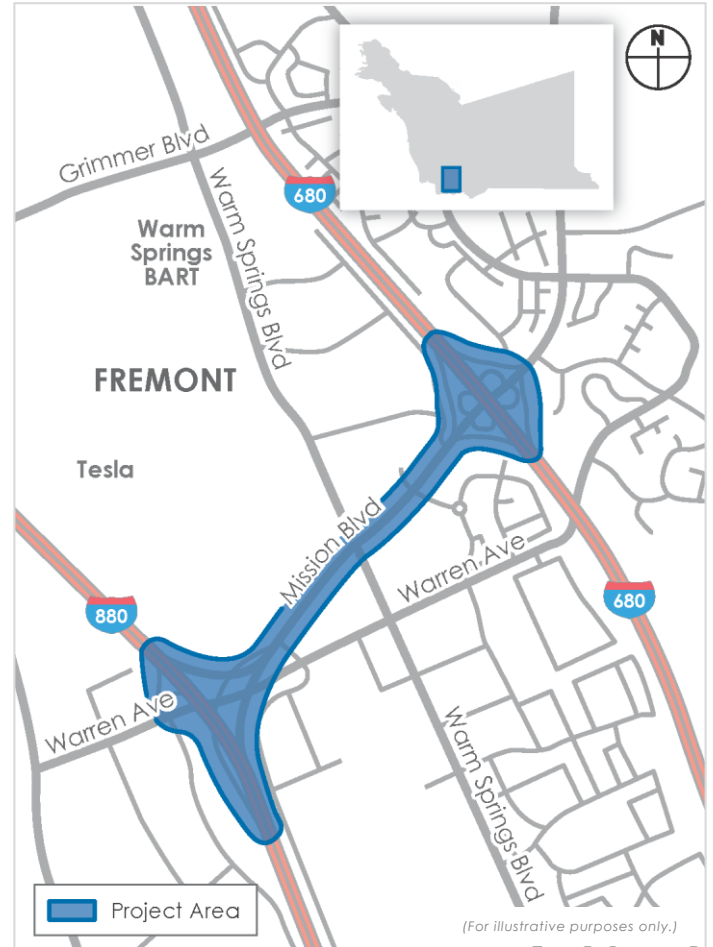 N
Grimmer Blvd
680
Warm
Springs
BART
Warm Springs Blvd
FREMONT
Tesla
Mission Blvd
Warren Ave
680
880
Warren Ave
Warm Springs Blvd
Project Area
(For illustrative purposes only.)